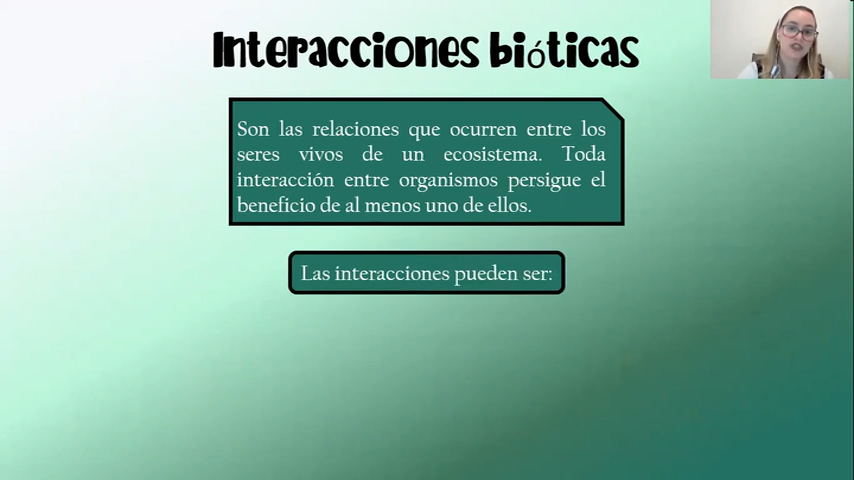 Interacciones bióticas
Son las relaciones que ocurren entre los
seres vivos de un ecosistema. Toda
interacción entre organismos persigue el
beneficio de al menos uno de ellos.
Las interacciones pueden ser: